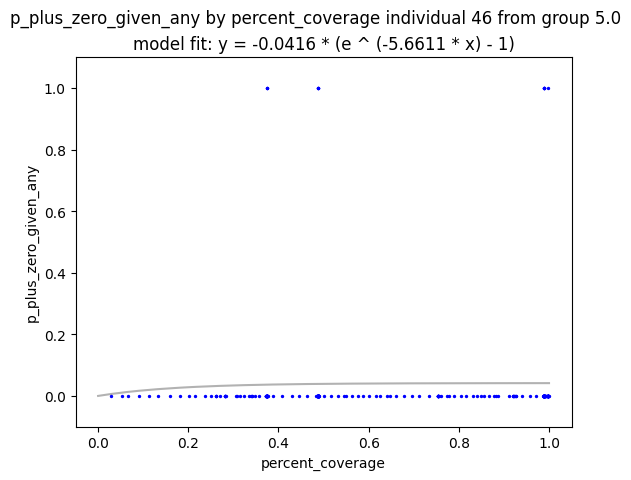 p_plus_zero_given_any by percent_coverage individual 46 from group 5.0
model fit: y = -0.0416 * (e ^ (-5.6611 * x) - 1)
1.0
0.8
0.6
0.4
0.2
0.0
p_plus_zero_given_any
0.0 0.2 0.4 0.6 0.8 1.0
percent_coverage